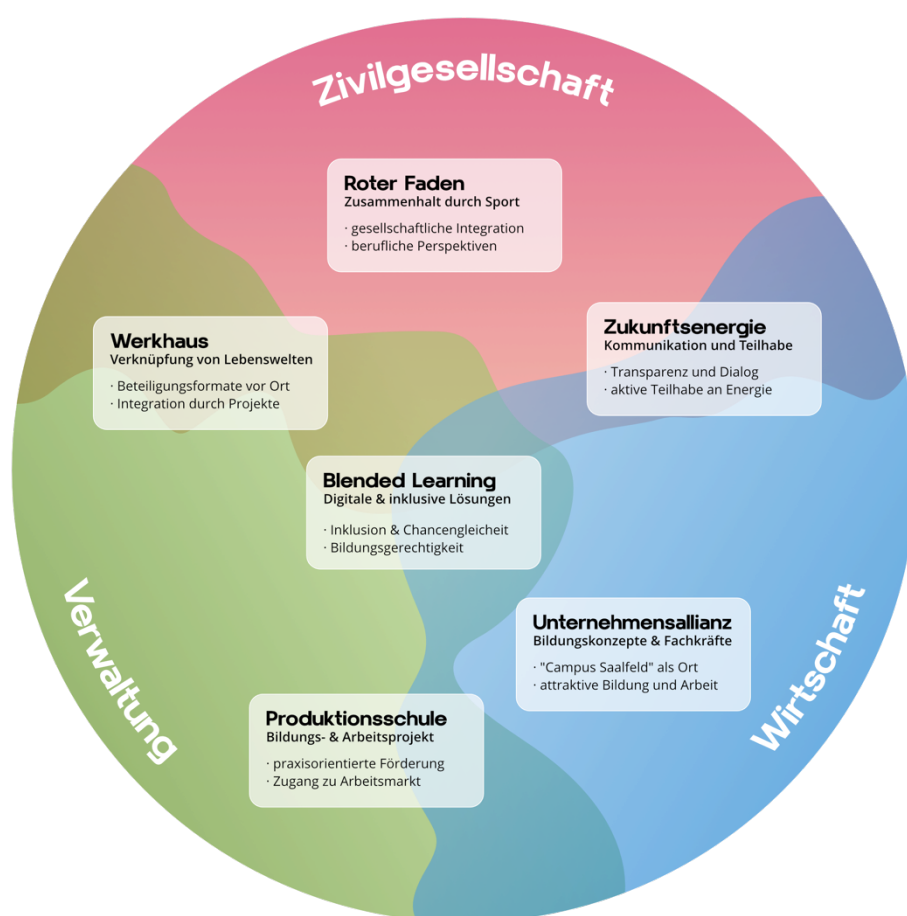 Zivilgesellschaft
Roter Faden
Zusammenhalt durch Sport
· gesellschaftliche Integration
· berufliche Perspektiven
Werkhaus
Verknüpfung von Lebenswelten
· Beteiligungsformate vor Ort
· Integration durch Projekte
Zukunftsenergie
Kommunikation und Teilhabe
· Transparenz und Dialog
· aktive Teilhabe an Energie
Blended Learning
Digitale & inklusive Lösungen
· Inklusion & Chancengleicheit
· Bildungsgerechtigkeit
Verwaltung
Unternehmensallianz
Bildungskonzepte & Fachkräfte
· "Campus Saalfeld" als Ort
· attraktive Bildung und Arbeit
Wirtschaft
Produktionsschule
Bildungs- & Arbeitsprojekt
· praxisorientierte Förderung
· Zugang zu Arbeitsmarkt